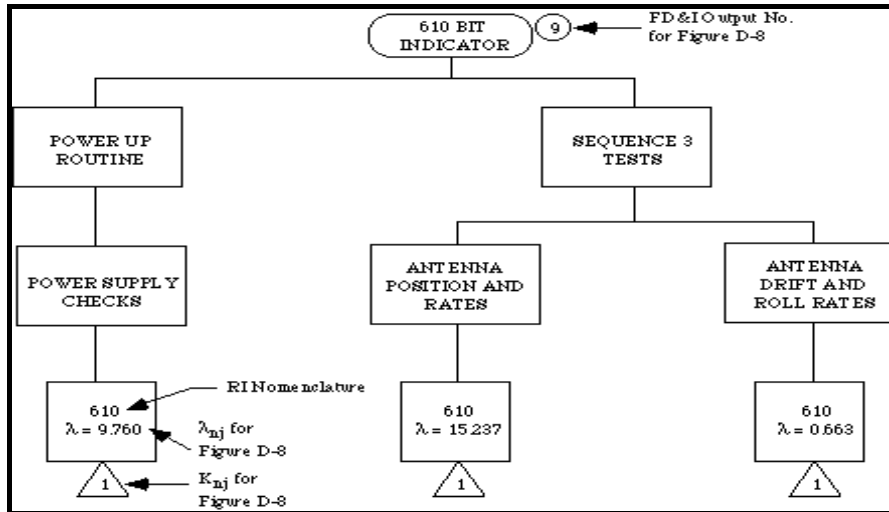 610 BIT
INDICATOR
9
FD&I Output No.
for Figure D-8
POWER UP
ROUTINE
SEQUENCE 3
TESTS
POWER SUPPLY
CHECKS
ANTENNA
POSITION AND
RATES
ANTENNA
DRIFT AND
ROLL RATES
610
λ = 9.760
RI Nomenclature
λnj for
Figure D-8
1
Knj for
Figure D-8
610
λ = 15.237
1
610
λ = 0.663
1